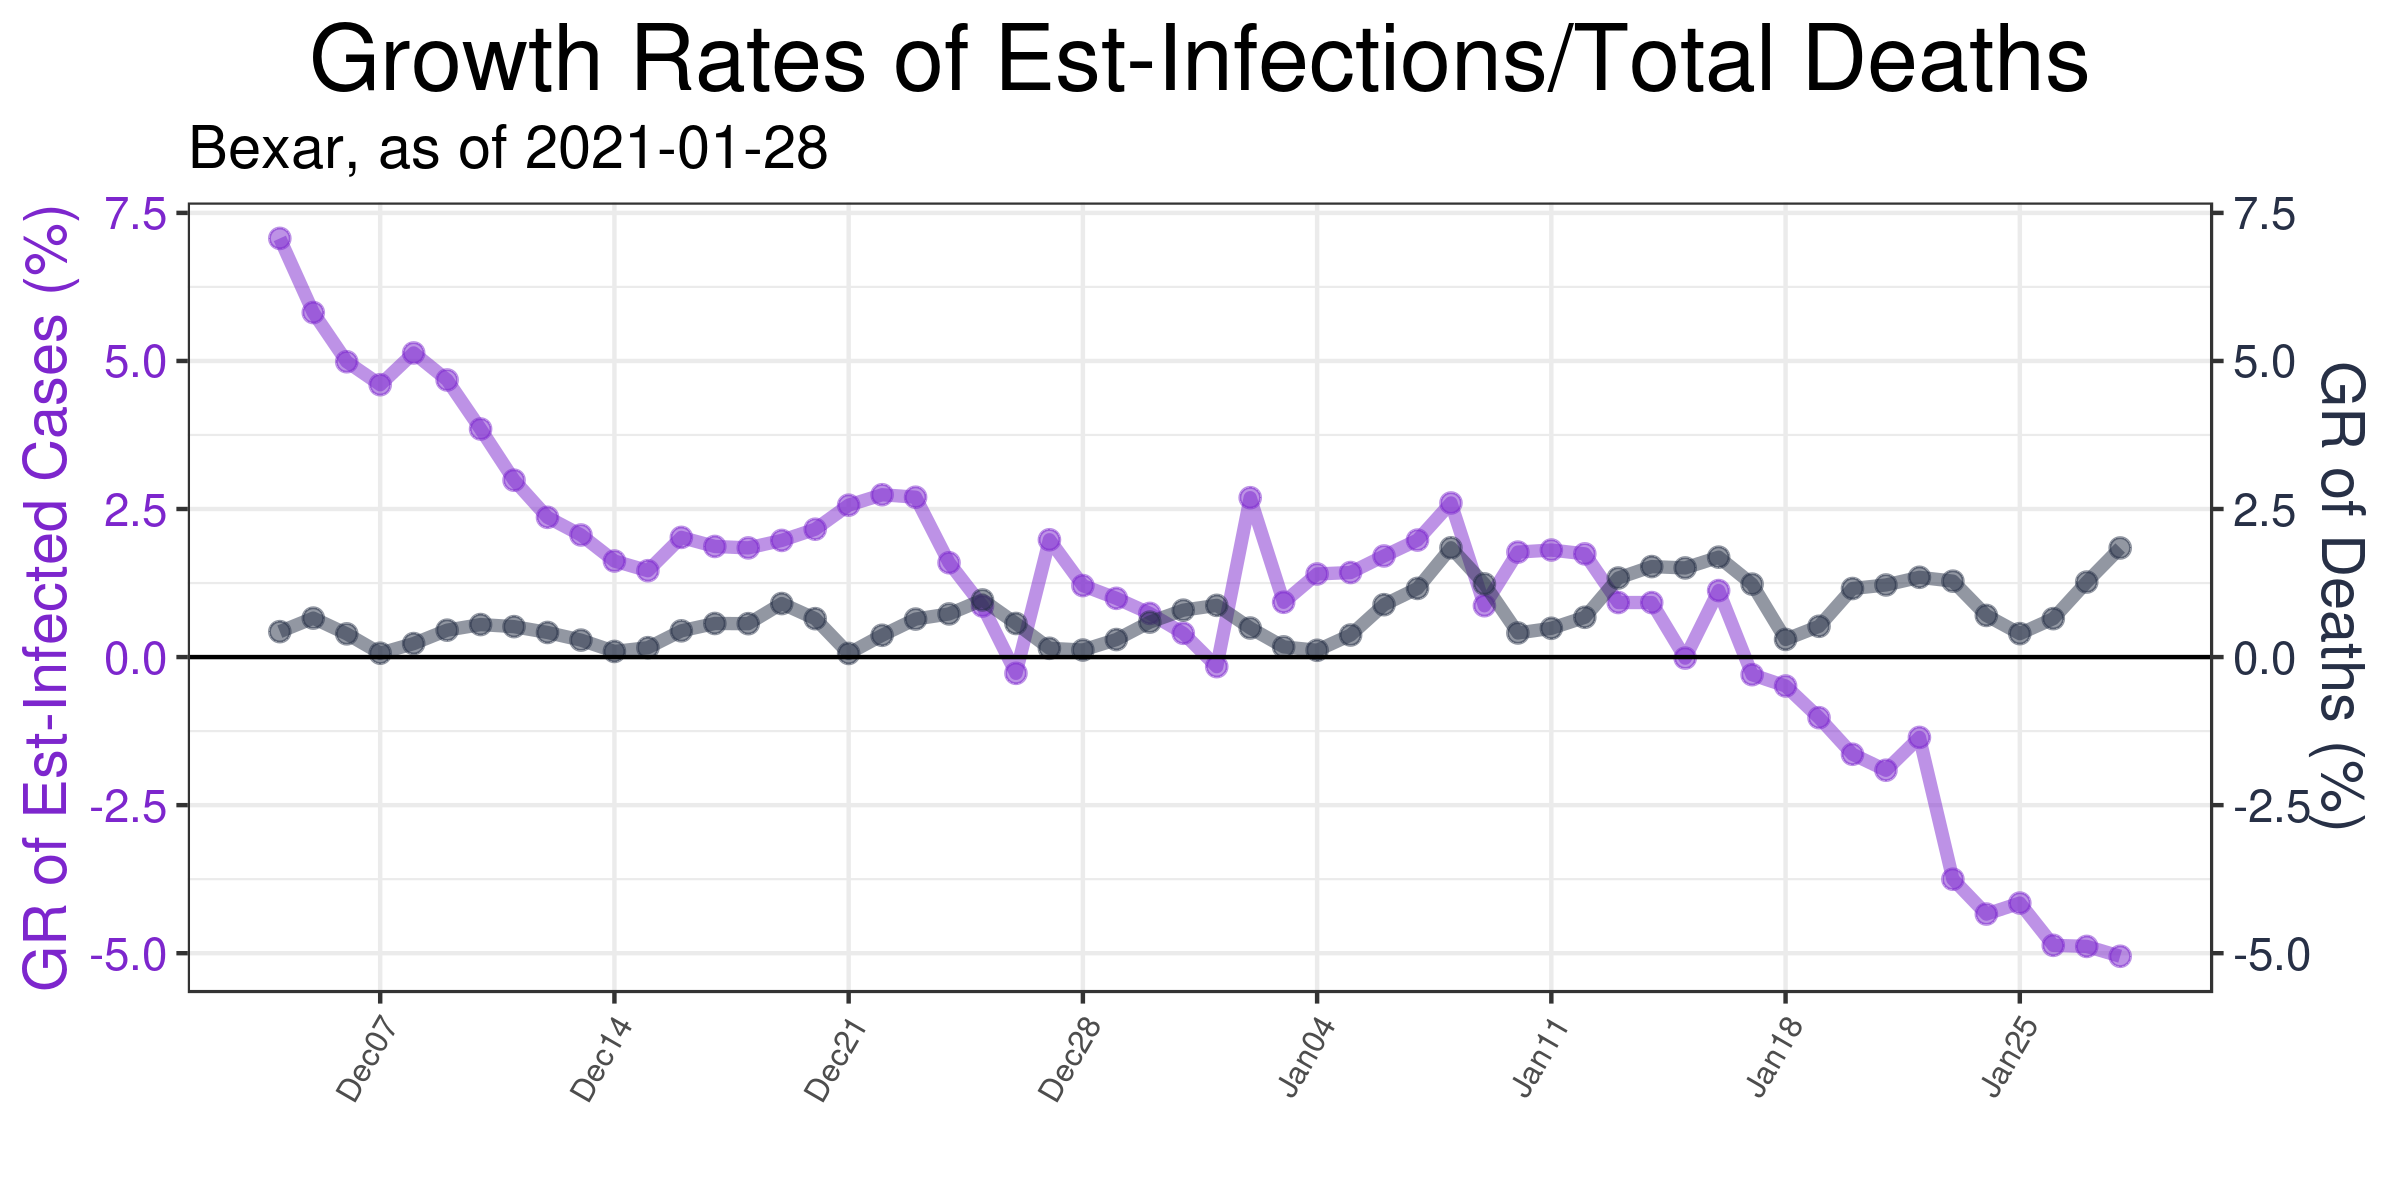 Growth Rates of Est-Infections/Total Deaths
Bexar, as of 2021-01-28
GR of Est-Infected Cases (%)
7.5
5.0
2.5
0.0
-2.5
-5.0
7.5
5.0
2.5
0.0
-2.5
-5.0
GR of Deaths (%)
Dec07
Dec14
Dec21
Dec28
Jan04
Jan11
Jan18
Jan25